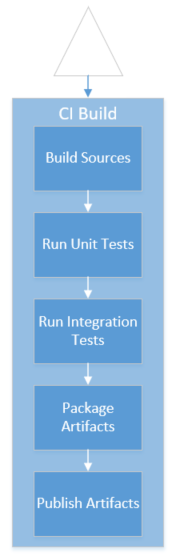 CI Build
Build Sources
Run Unit Tests
Run Integration
Tests
Package
Artifacts
Publish Artifacts